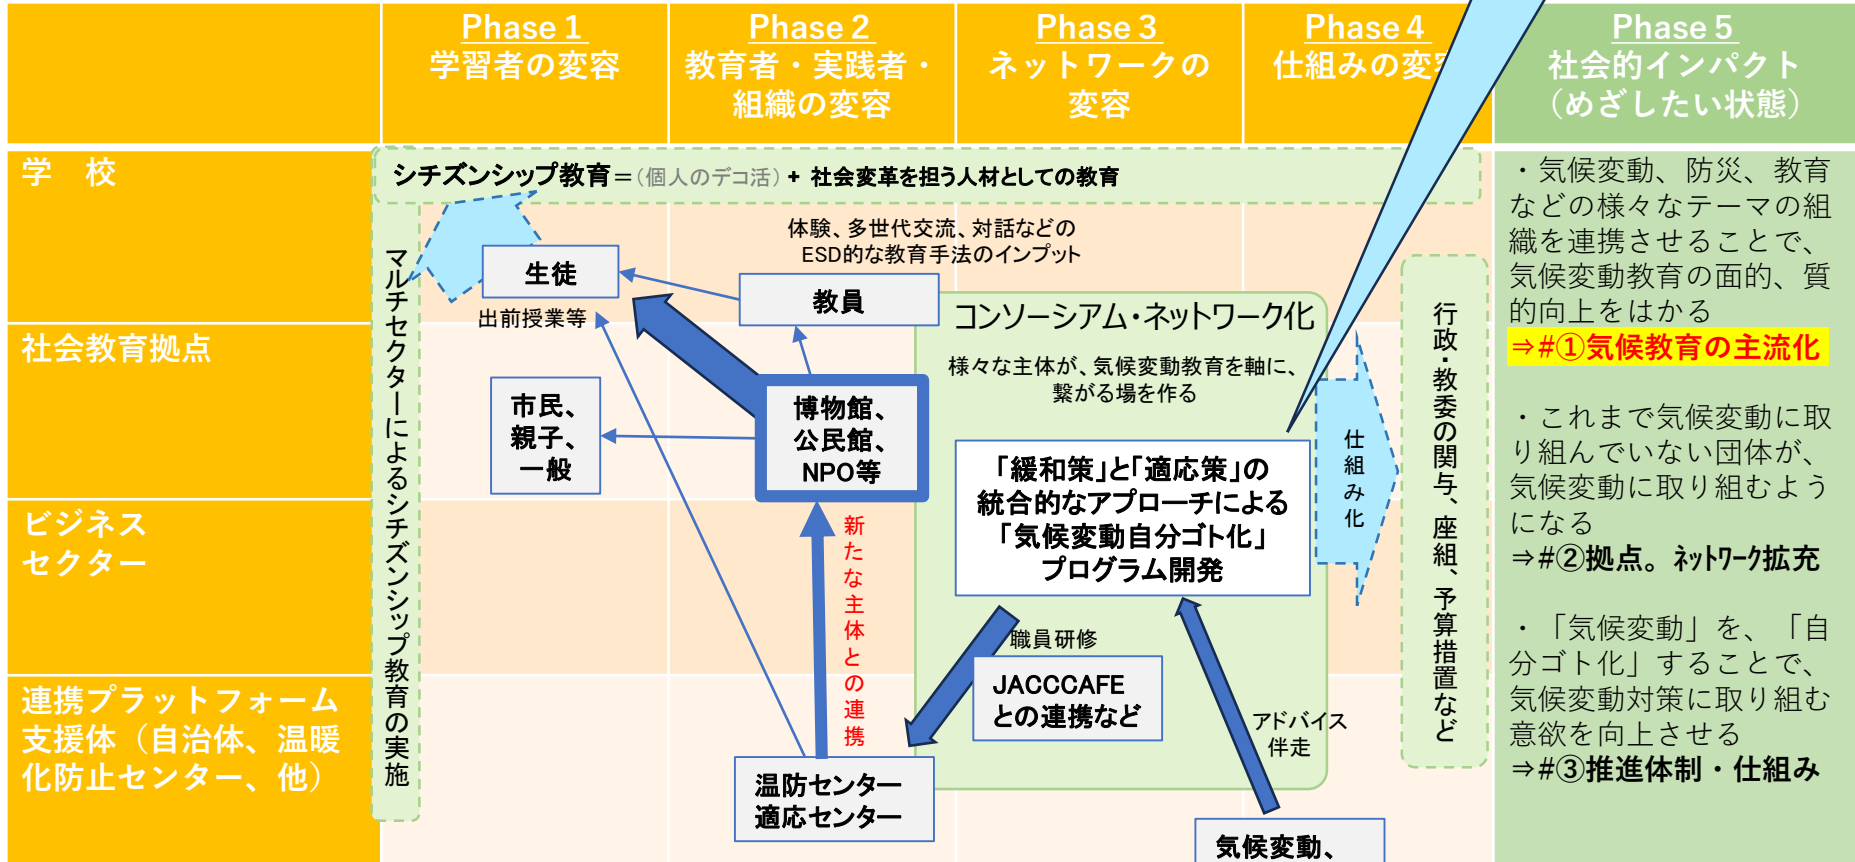 Phase 1
学習者の変容
Phase 2
教育者・実践者・
組織の変容
Phase 3
ネットワークの
変容
Phase 4
仕組みの変
Phase 5
社会的インパクト
（めざしたい状態）
学　校
シチズンシップ教育＝(個人のデコ活) + 社会変革を担う人材としての教育
マルチセクターによるシチズンシップ教育の実施
体験、多世代交流、対話などの
ESD的な教育手法のインプット
生徒
出前授業等
教員
社会教育拠点
市民、
親子、
一般
博物館、
公民館、
NPO等
コンソーシアム・ネットワーク化
様々な主体が、気候変動教育を軸に、
繋がる場を作る
「緩和策」と「適応策」の
統合的なアプローチによる
「気候変動自分ゴト化」
プログラム開発
仕組み化
行政・教委の関与、座組、予算措置など
ビジネス
セクター
新たな主体との連携
職員研修
JACCCAFE
との連携など
アドバイス
伴走
連携プラットフォーム
支援体（自治体、温暖
化防止センター、他）
温防センター
適応センター
気候変動、
・気候変動、防災、教育
などの様々なテーマの組
織を連携させることで、
気候変動教育の面的、質
的向上をはかる
⇒#①気候教育の主流化
・これまで気候変動に取
り組んでいない団体が、
気候変動に取り組むよう
になる
⇒#②拠点。ネットワーク拡充
・「気候変動」を、「自
分ゴト化」することで、
気候変動対策に取り組む
意欲を向上させる
⇒#③推進体制・仕組み